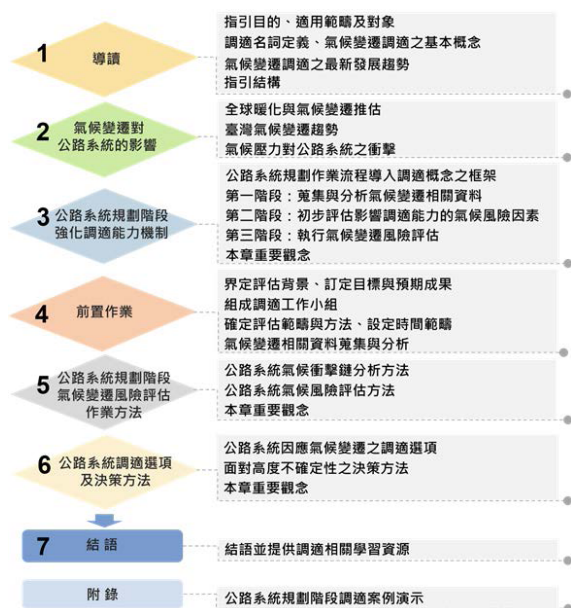 1
導讀
指引目的、適用範疇及對象
調適名詞定義、氣候變遷調適之基本概念
氣候變遷調適之最新發展趨勢
指引結構
2
氣候變遷對
公路系統的影響
全球暖化與氣候變遷推估
臺灣氣候變遷趨勢
氣候壓力對公路系統之衝擊
3
公路系統規劃階段
強化調適能力機制
公路系統規劃作業流程導入調適概念之框架
第一階段：蒐集與分析氣候變遷相關資料
第二階段：初步評估影響調適能力的氣候風險因素
第三階段：執行氣候變遷風險評估
本章重要觀念
4
前置作業
界定評估背景、訂定目標與預期成果
組成調適工作小組
確定評估範疇與方法、設定時間範疇
氣候變遷相關資料蒐集與分析
5
公路系統規劃階段
氣候變遷風險評估
作業方法
公路系統氣候衝擊鏈分析方法
公路系統氣候風險評估方法
本章重要觀念
6
公路系統調適選項
及決策方法
公路系統因應氣候變遷之調適選項
面對高度不確定性之決策方法
本章重要觀念
7
結語
結語並提供調適相關學習資源
附錄
公路系統規劃階段調適案例演示